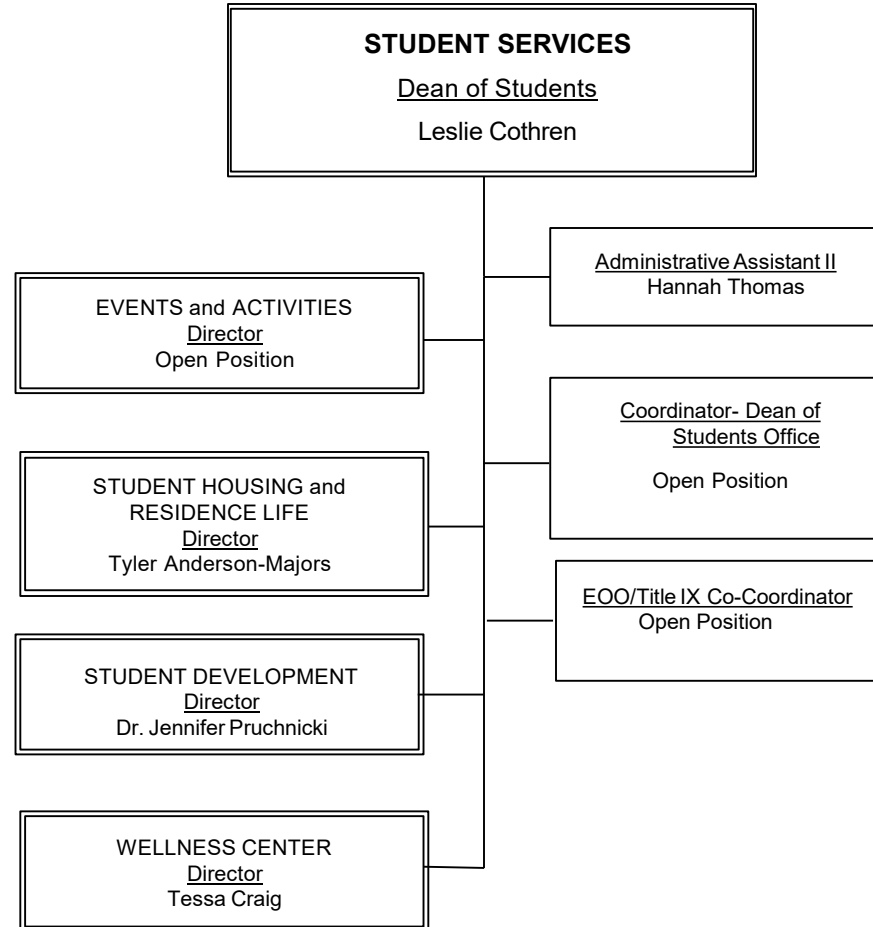 STUDENT SERVICES
Dean of Students
Leslie Cothren
Administrative Assistant II
Hannah Thomas
EVENTS and ACTIVITIES
Director
Open Position
Coordinator- Dean of
Students Office
Open Position
STUDENT HOUSING and
RESIDENCE LIFE
Director
Tyler Anderson-Majors
EOO/Title IX Co-Coordinator
Open Position
STUDENT DEVELOPMENT
Director
Dr. Jennifer Pruchnicki
WELLNESS CENTER
Director
Tessa Craig